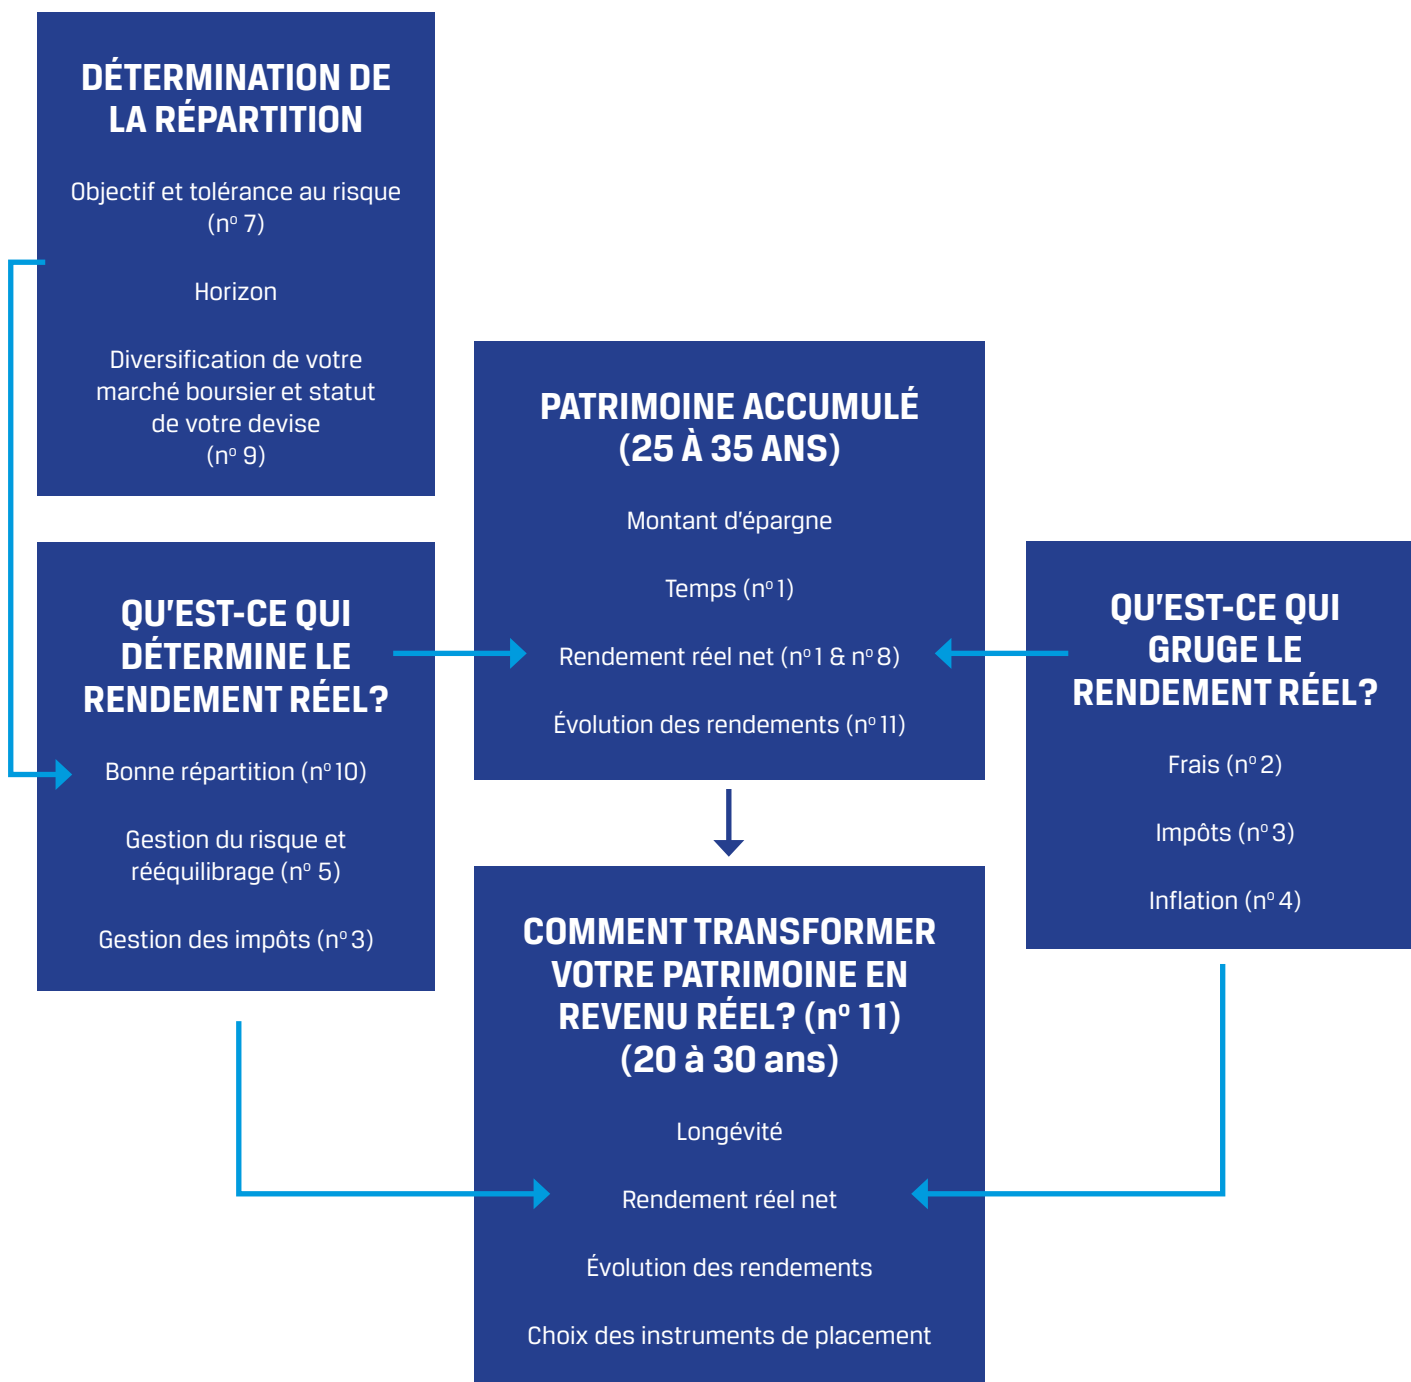 DÉTERMINATION DE
LA RÉPARTITION
Objectif et tolérance au risque
(nº 7)
Horizon
Diversification de votre
marché boursier et statut
de votre devise
(nº 9)
QU'EST-CE QUI
DÉTERMINE LE
RENDEMENT RÉEL?
Bonne répartition (nº 10)
Gestion du risque et
rééquilibrage (nº 5)
Gestion des impôts (nº 3)
PATRIMOINE ACCUMULÉ
(25 À 35 ANS)
Montant d'épargne
Temps (nº 1)
Rendement réel net (nº 1 & nº 8)
Évolution des rendements (nº 11)
QU'EST-CE QUI
GRUGE LE
RENDEMENT RÉEL?
Frais (nº 2)
Impôts (nº 3)
Inflation (nº 4)
COMMENT TRANSFORMER
VOTRE PATRIMOINE EN
REVENU RÉEL? (nº 11)
(20 à 30 ans)
Longévité
Rendement réel net
Évolution des rendements
Choix des instruments de placement